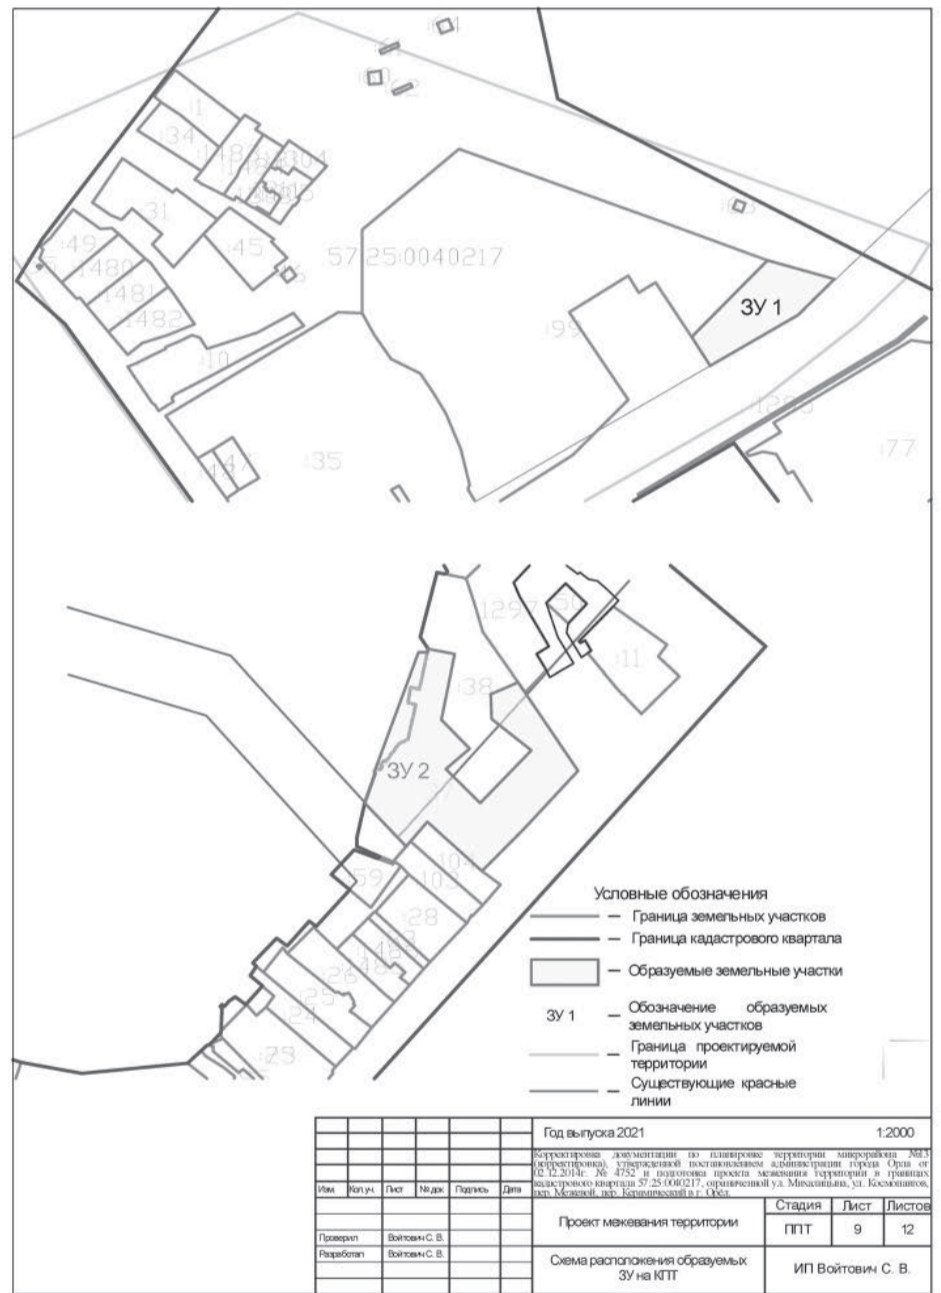 :1
:34
:31
:45
:49
:1480
:1481
:1482
:10
57:25:0040217
:99
ЗУ 1
:35
:77
:1297
:38
:11
ЗУ 2
:104
:103
:59
:28
:26
:25
:24
:23
Условные обозначения
— Граница земельных участков
— Граница кадастрового квартала
— Образуемые земельные участки
ЗУ 1 — Обозначение образуемых
земельных участков
— Граница проектируемой
территории
— Существующие красные
линии
Год выпуска 2021 1:2000
Корректировка документации по планировке территории микрорайона №13
(корректировка), утвержденной постановлением администрации города Орла от
02.12.2014г. № 4752 и подготовка проекта межевания территории в границах
кадастрового квартала 57:25:0040217, ограниченной ул. Михалицына, ул. Космонавтов,
пер. Межевой, пер. Керамический в г. Орёл.
Изм. Кол.уч. Лист № док Подпись Дата
Проект межевания территории
Стадия Лист Листов
ППТ 9 12
Проверил Войтович С. В.
Разработал Войтович С. В.
Схема расположения образуемых
ЗУ на КПТ
ИП Войтович С. В.